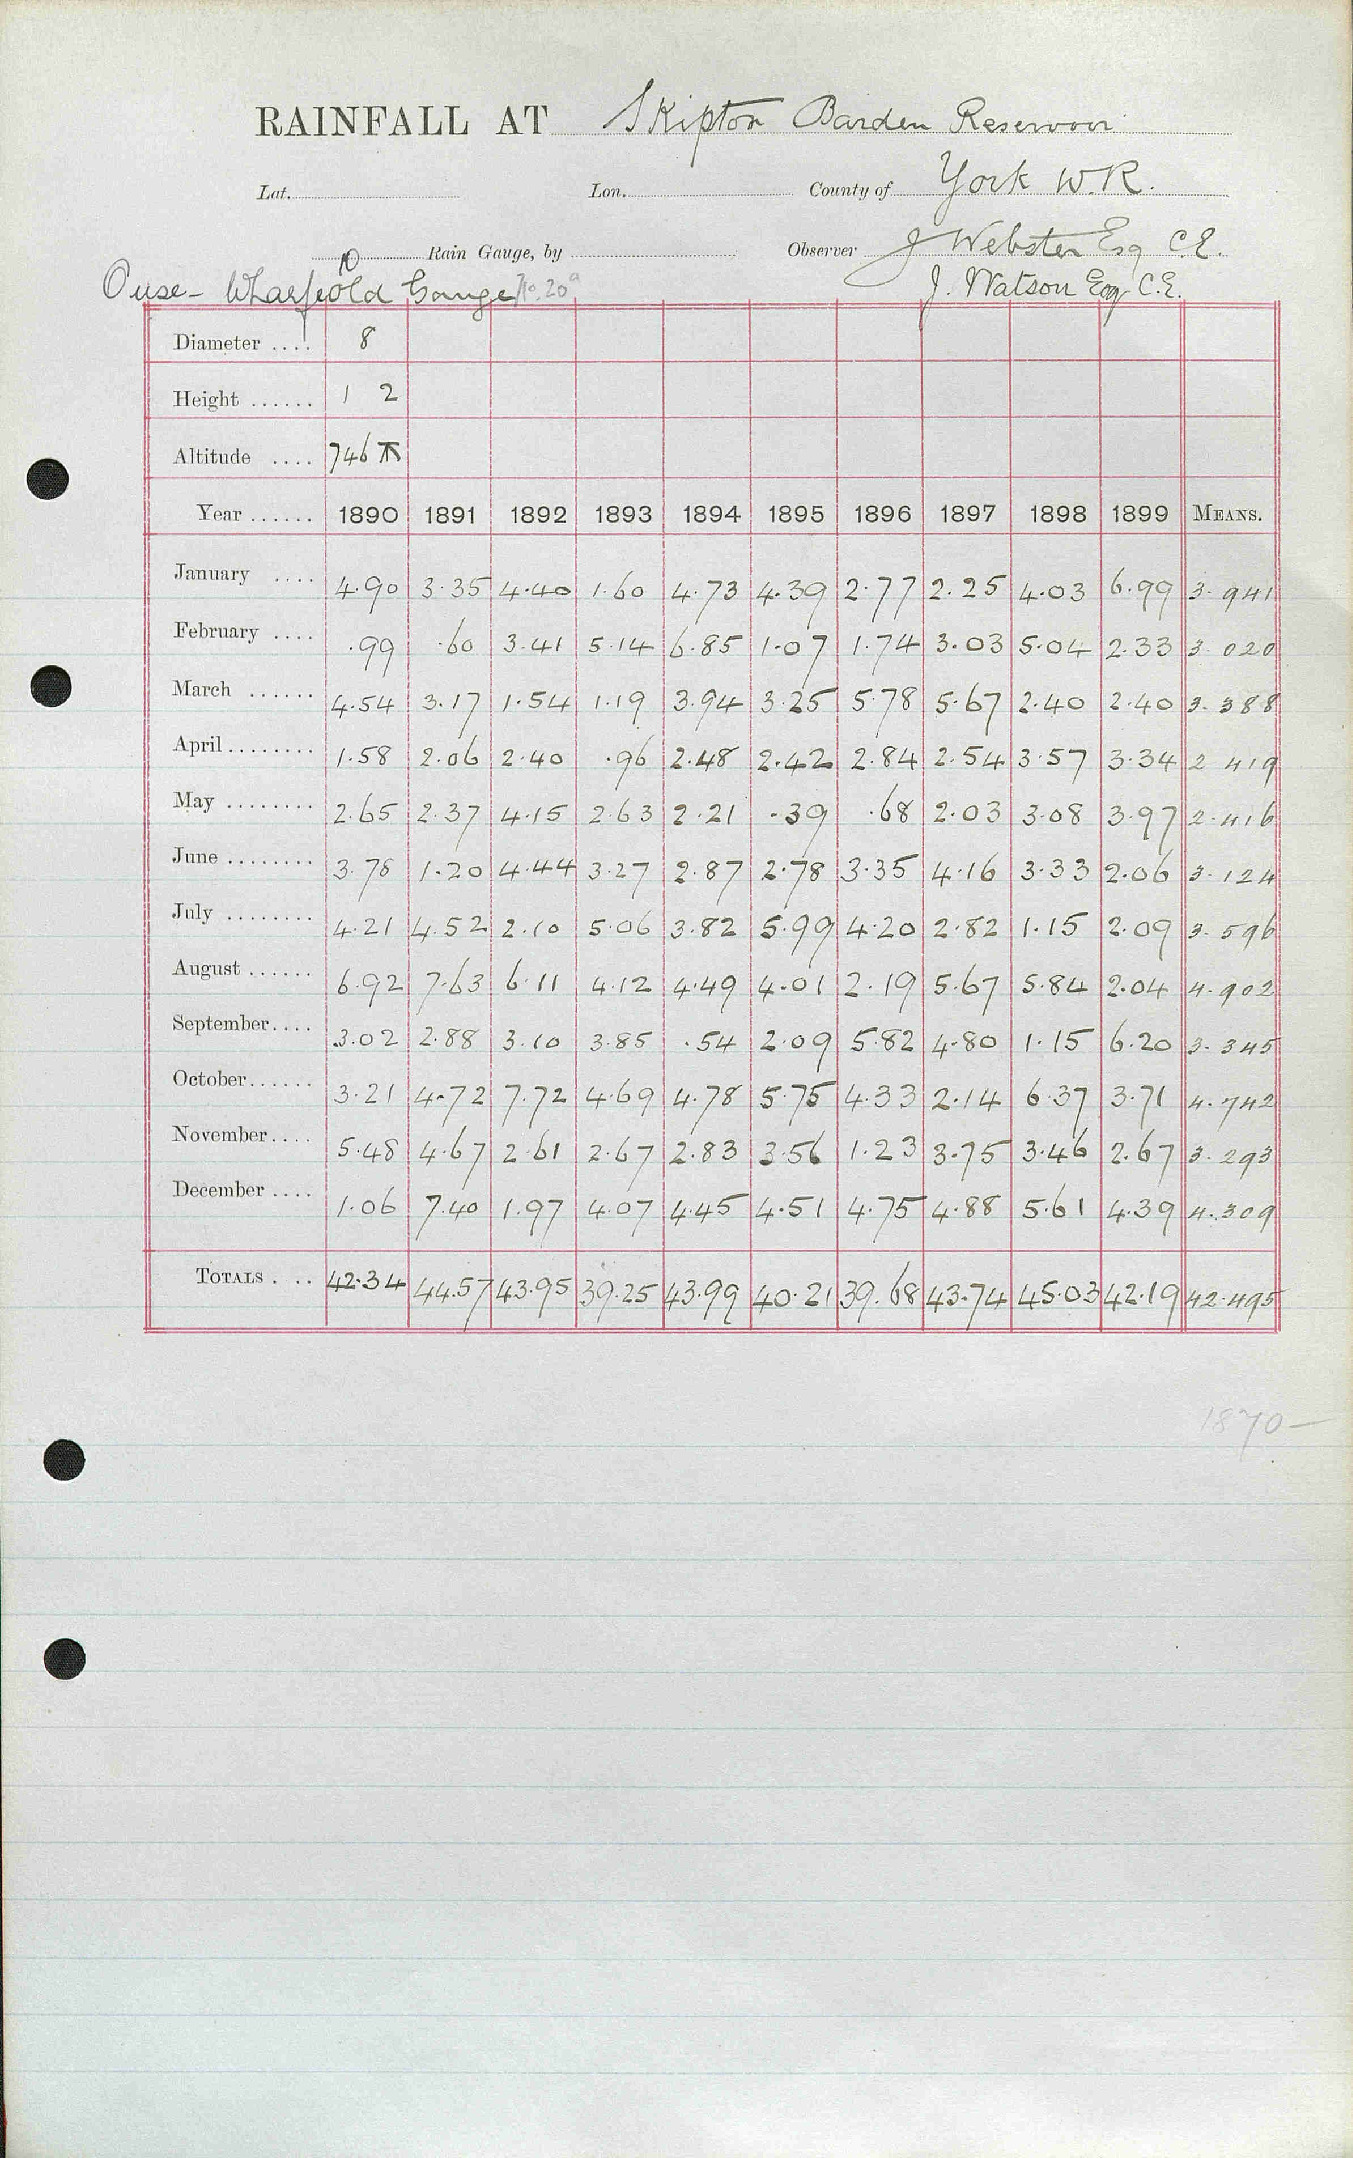 RAINFALL AT Skipton Barden Reservoir
Lat. Lon. County of York W.R.
10 Rain Gauge, by Observer J Webster Esq C.E.
Ouse - Wharfe Old Gauge No. 20a J. Watson Esq C.E.
Diameter .... 8
Height ...... 1 2
Altitude .... 746
Year ...... 1890 1891 1892 1893 1894 1895 1896 1897 1898 1899 MEANS.
January .... 4.90 3.35 4.40 1.60 4.73 4.39 2.77 2.25 4.03 6.99 3.941
February .... .99 .60 3.41 5.14 6.85 1.07 1.74 3.03 5.04 2.33 3.020
March ...... 4.54 3.17 1.54 1.19 3.94 3.25 5.78 5.67 2.40 2.40 3.388
April ........ 1.58 2.06 2.40 .96 2.48 2.42 2.84 2.54 3.57 3.34 2 419
May ........ 2.65 2.37 4.15 2.63 2.21 .39 .68 2.03 3.08 3.97 2.416
June ........ 3.78 1.20 4.44 3.27 2.87 2.78 3.35 4.16 3.33 2.06 3.124
July ........ 4.21 4.52 2.10 5.06 3.82 5.99 4.20 2.82 1.15 2.09 3.596
August ...... 6.92 7.63 6.11 4.12 4.49 4.01 2.19 5.67 5.84 2.04 4.902
September .... 3.02 2.88 3.10 3.85 .54 2.09 5.82 4.80 1.15 6.20 3.345
October ...... 3.21 4.72 7.72 4.69 4.78 5.75 4.33 2.14 6.37 3.71 4.742
November .... 5.48 4.67 2.61 2.67 2.83 3.56 1.23 3.75 3.46 2.67 3.293
December .... 1.06 7.40 1.97 4.07 4.45 4.51 4.75 4.88 5.61 4.39 4.309
TOTALS . .. 42.34 44.57 43.95 39.25 43.99 40.21 39.68 43.74 45.03 42.19 42.495
1870—